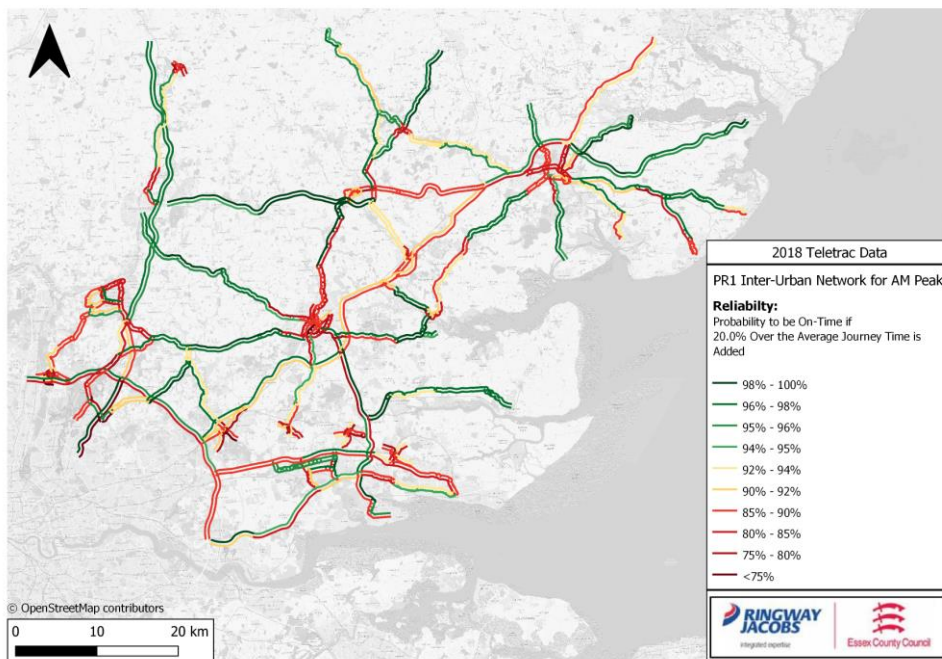 2018 Teletrac Data
PR1 Inter-Urban Network for AM Peak
Reliabilty:
Probability to be On-Time if
20.0% Over the Average Journey Time is
Added
98% - 100%
96% - 98%
95% - 96%
94% - 95%
92% - 94%
90% - 92%
85% - 90%
80% - 85%
75% - 80%
<75%
© OpenStreetMap contributors
0 10 20 km
RINGWAY
JACOBS
integrated expertise
Essex County Council